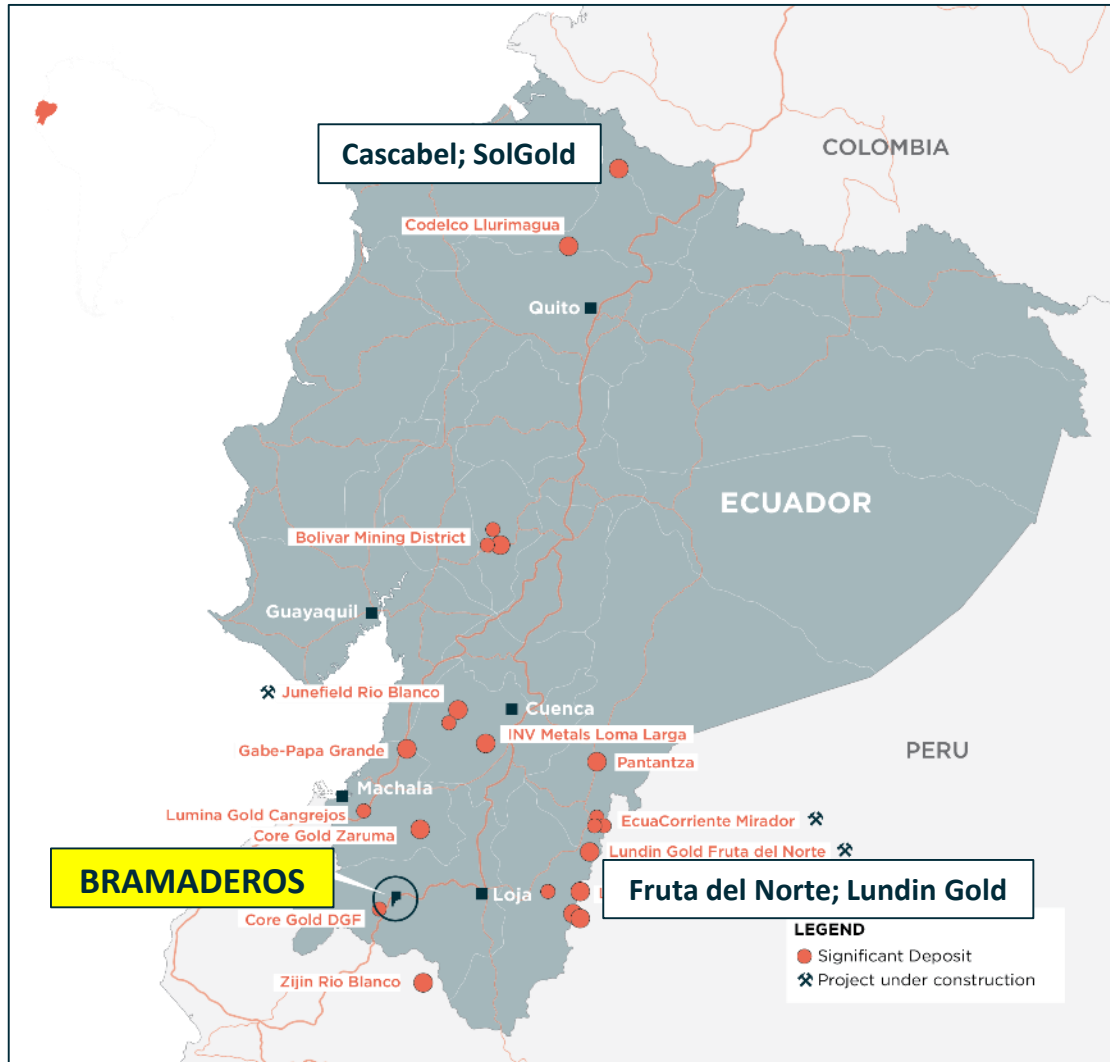 Cascabel; SolGold
COLOMBIA
Codelco Llurimagua
Quito
ECUADOR
Bolivar Mining District
Guayaquil
Junefield Rio Blanco
Cuenca
INV Metals Loma Larga
Gabe-Papa Grande
PERU
Pantantza
Machala
Lumina Gold Cangrejos
EcuaCorriente Mirador
Core Gold Zaruma
Lundin Gold Fruta del Norte
BRAMADEROS
Loja
Fruta del Norte; Lundin Gold
Core Gold DGF
LEGEND
Significant Deposit
Project under construction
Zijin Rio Blanco